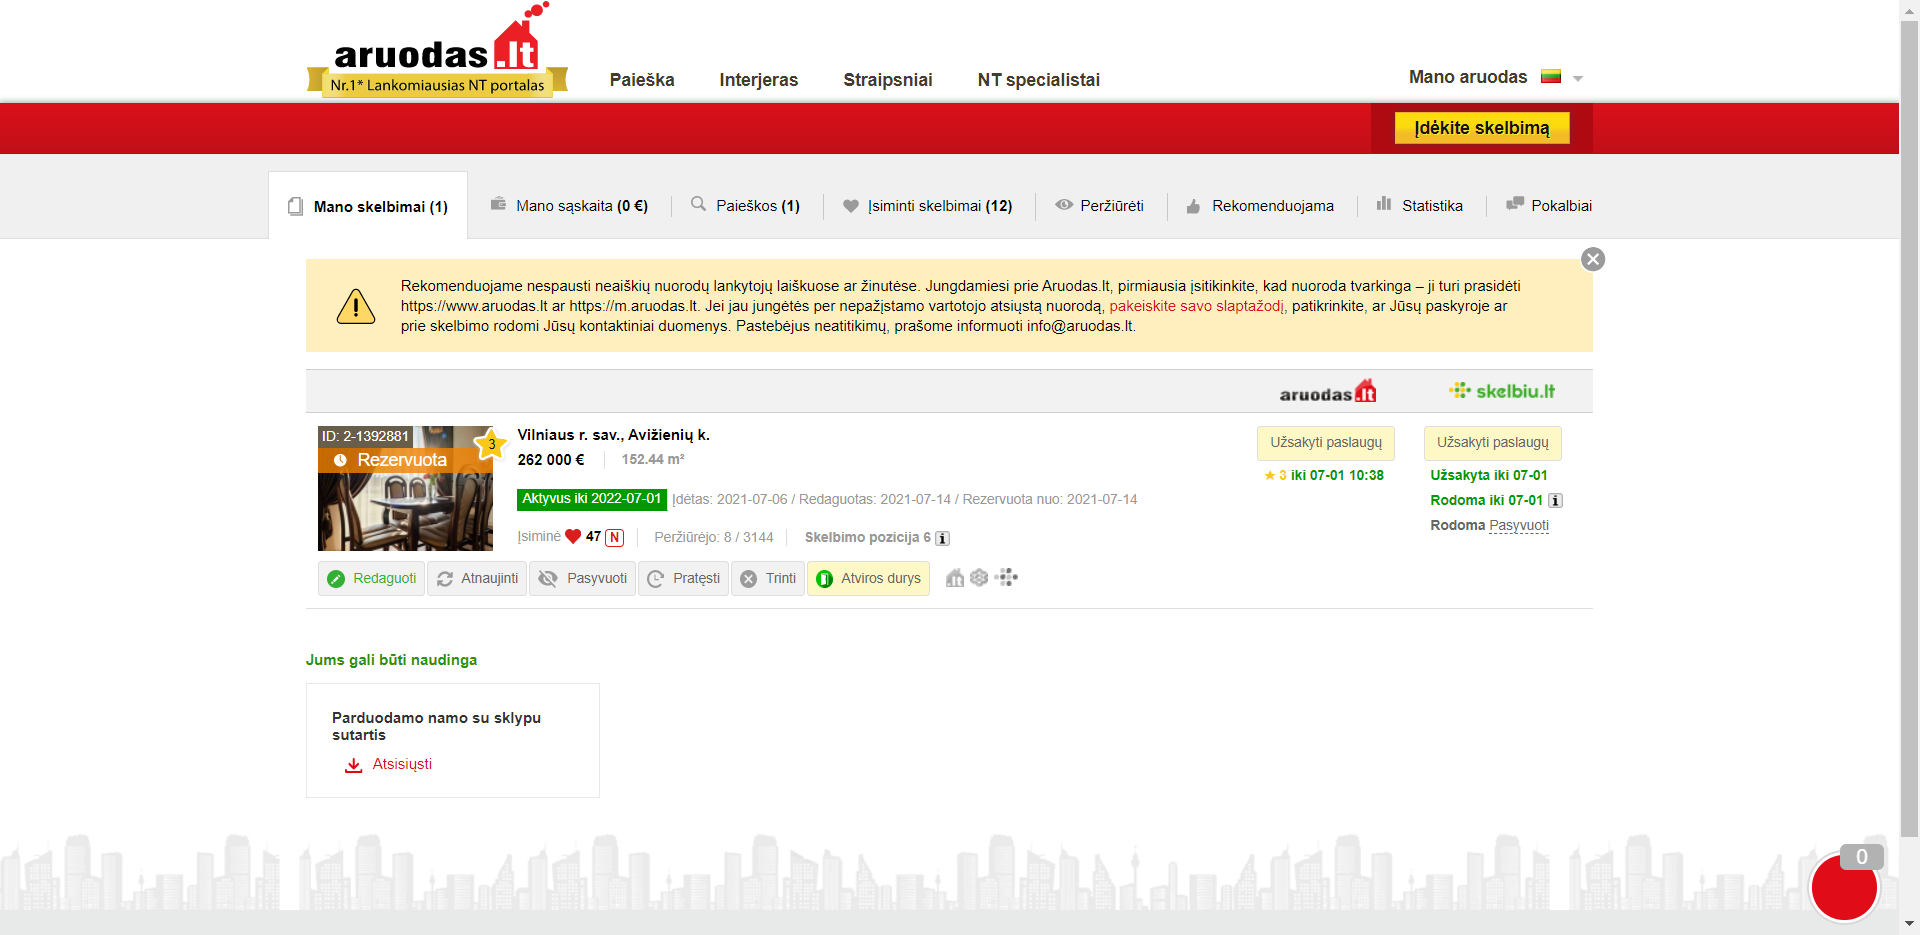 aruodas.lt
Nr.1* Lankomiausias NT portalas
Paieška
Interjeras
Straipsniai
NT specialistai
Mano aruodas
Įdėkite skelbimą
Mano skelbimai (1)
Mano sąskaita (0 €)
Paieškos (1)
Įsiminti skelbimai (12)
Peržiūrėti
Rekomenduojama
Statistika
Pokalbiai
Rekomenduojame nespausti neaiškių nuorodų lankytojų laiškuose ar žinutėse. Jungdamiesi prie Aruodas.lt, pirmiausia įsitikinkite, kad nuoroda tvarkinga – ji turi prasidėti
https://www.aruodas.lt ar https://m.aruodas.lt. Jei jau jungėtės per nepažįstamo vartotojo atsiųstą nuorodą, pakeiskite savo slaptažodį, patikrinkite, ar Jūsų paskyroje ar
prie skelbimo rodomi Jūsų kontaktiniai duomenys. Pastebėjus neatitikimų, prašome informuoti info@aruodas.lt.
aruodas.lt
skelbiu.lt
ID: 2-1392881
3
Rezervuota
Vilniaus r. sav., Avižienių k.
262 000 €
152.44 m²
Aktyvus iki 2022-07-01 Įdėtas: 2021-07-06 / Redaguotas: 2021-07-14 / Rezervuota nuo: 2021-07-14
Įsiminė 47 N
Peržiūrėjo: 8 / 3144
Skelbimo pozicija 6 i
Užsakyti paslaugų
3 iki 07-01 10:38
Užsakyti paslaugų
Užsakyta iki 07-01
Rodoma iki 07-01 i
Rodoma Pasyvuoti
Redaguoti
Atnaujinti
Pasyvuoti
Pratęsti
Trinti
Atviros durys
Jums gali būti naudinga
Parduodamo namo su sklypu
sutartis
Atsisiųsti
0